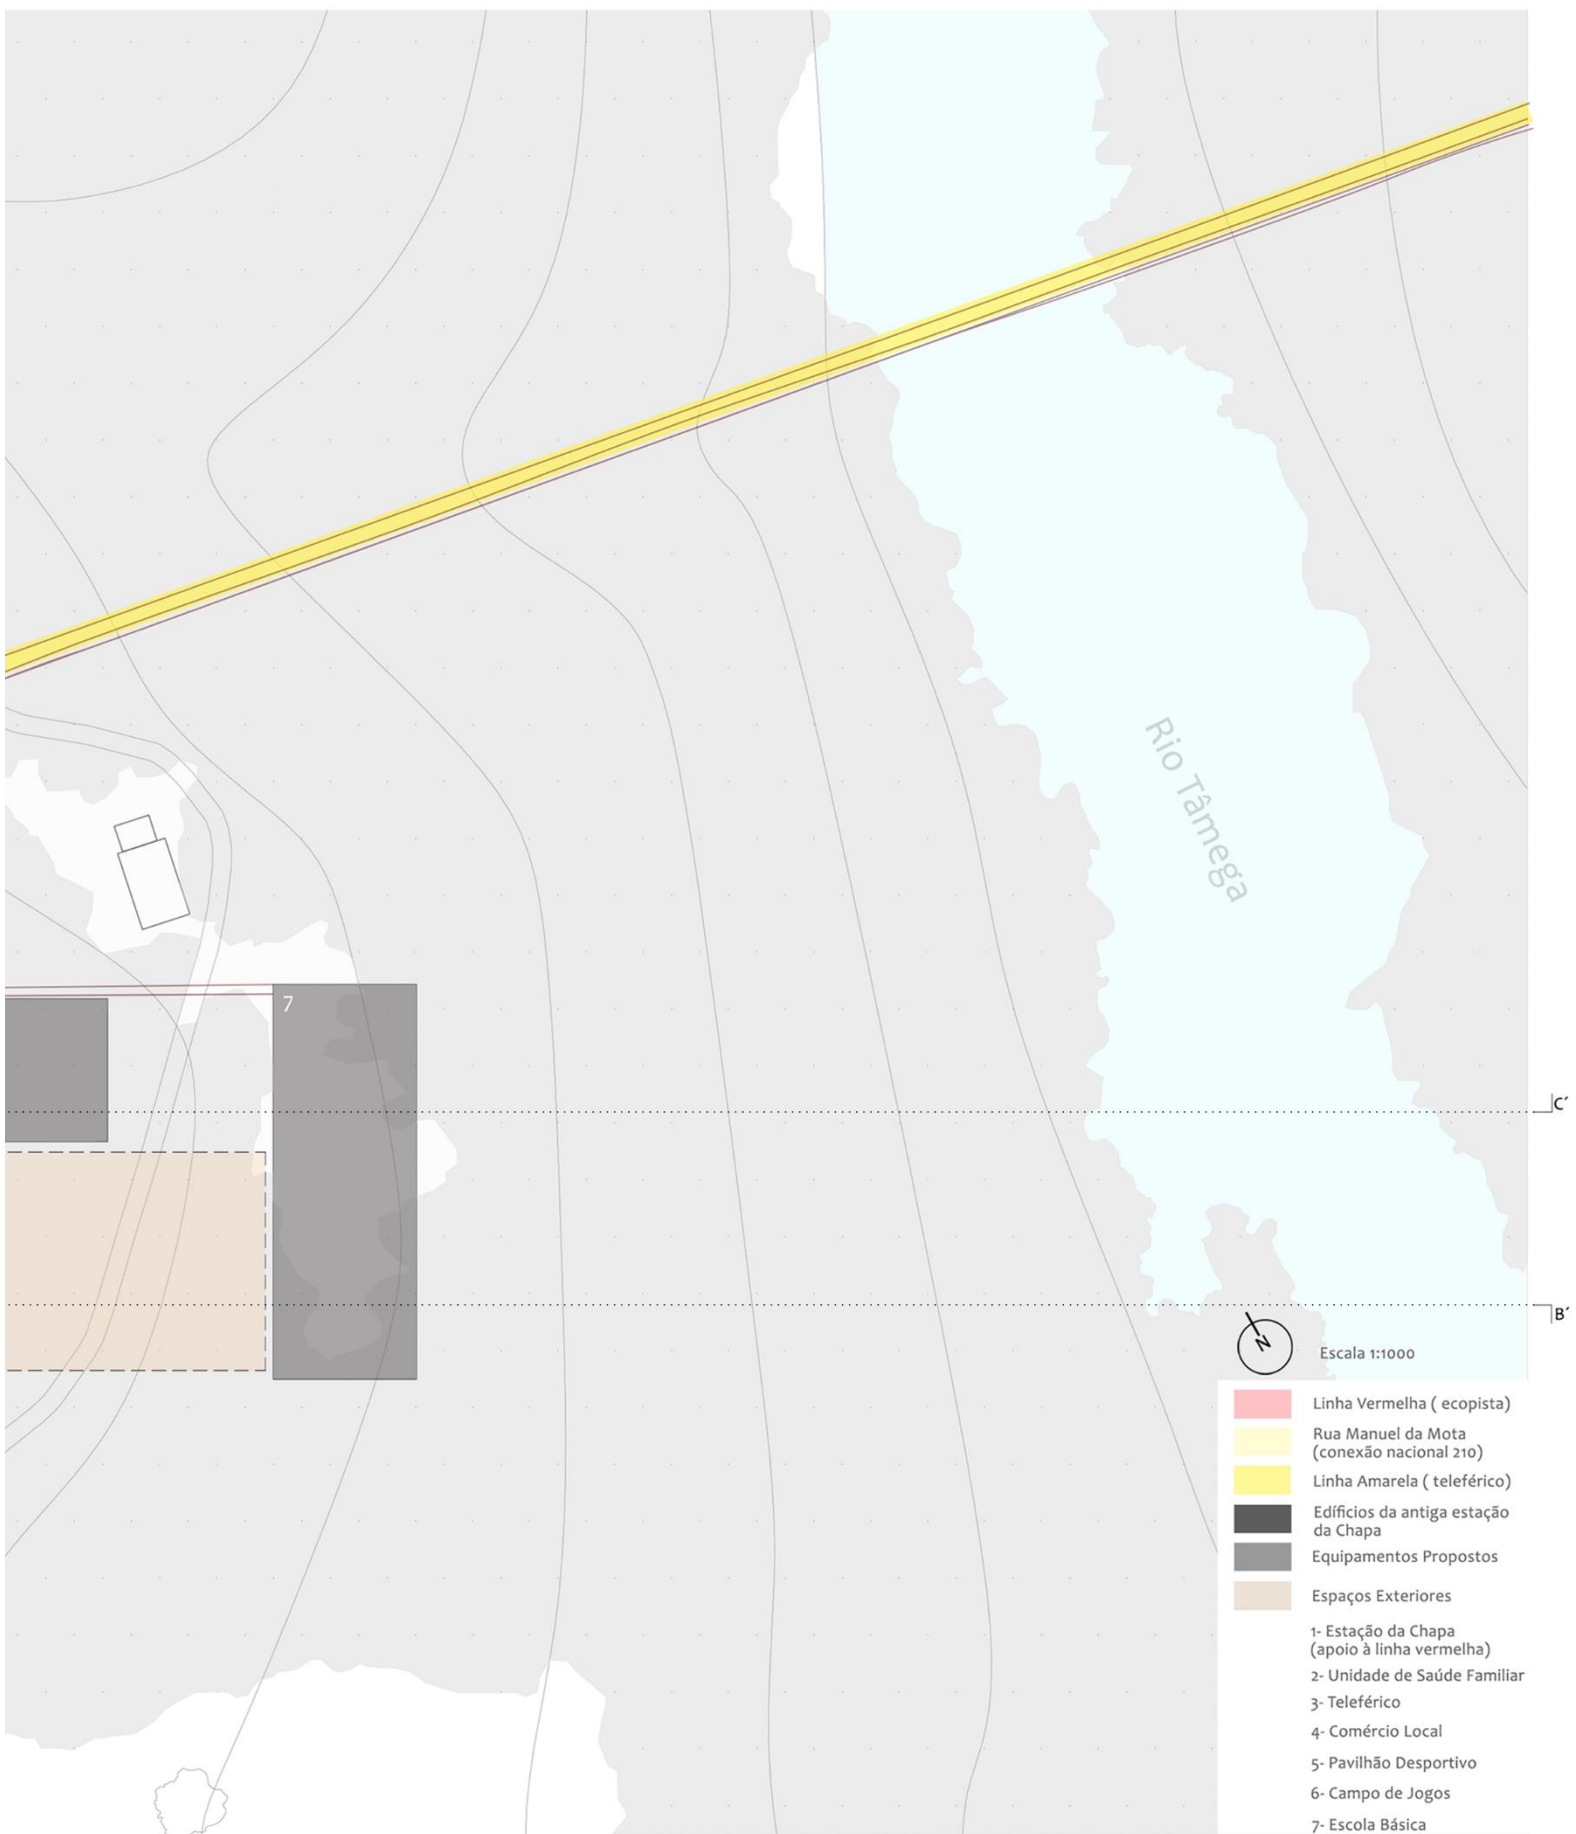 Rio Tâmega
7
C´
B´
N
Escala 1:1000
Linha Vermelha ( ecopista)
Rua Manuel da Mota
(conexão nacional 210)
Linha Amarela ( teleférico)
Edíficios da antiga estação
da Chapa
Equipamentos Propostos
Espaços Exteriores
1- Estação da Chapa
(apoio à linha vermelha)
2- Unidade de Saúde Familiar
3- Teleférico
4- Comércio Local
5- Pavilhão Desportivo
6- Campo de Jogos
7- Escola Básica